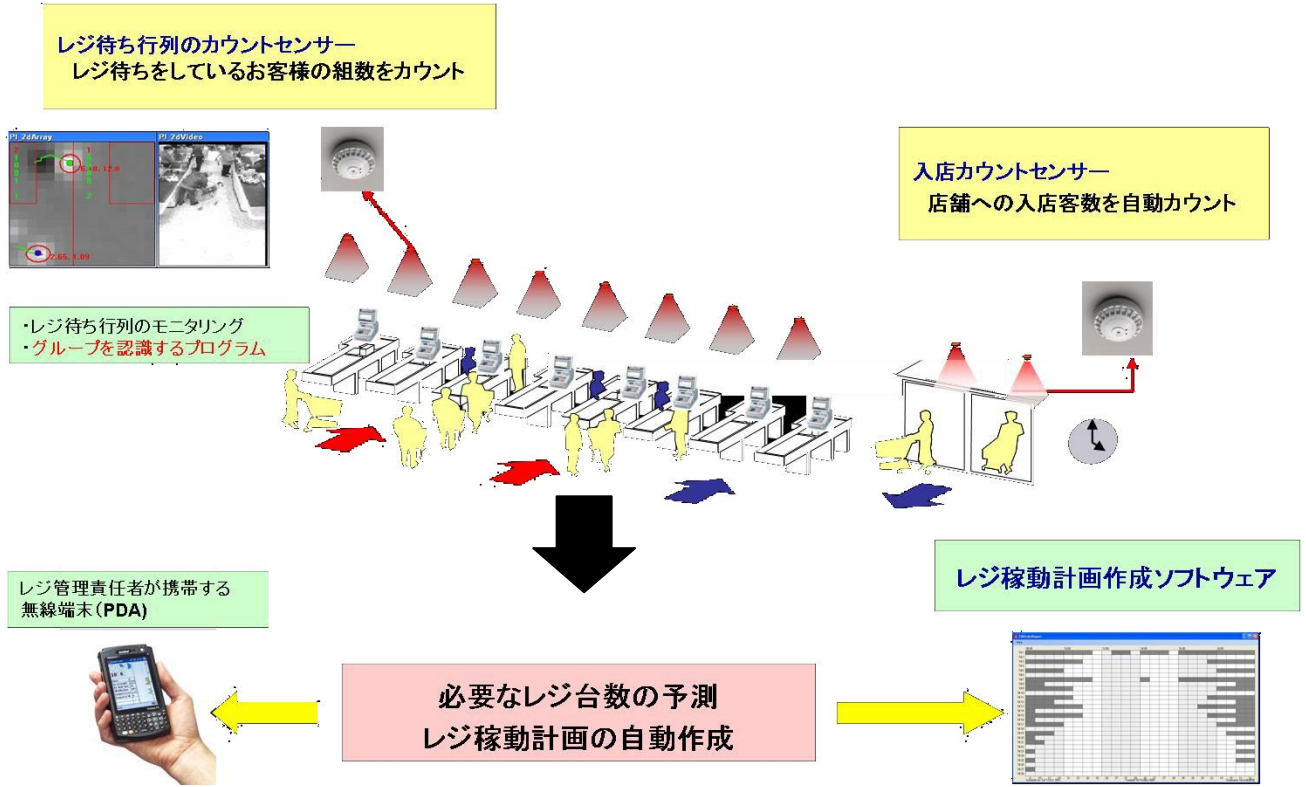 レジ待ち行列のカウントセンサー
レジ待ちをしているお客様の組数をカウント
PI_2dArray
PI_2dVideo
入店カウントセンサー
店舗への入店客数を自動カウント
・レジ待ち行列のモニタリング
・グループを認識するプログラム
レジ管理責任者が携帯する
無線端末(PDA)
レジ稼動計画作成ソフトウェア
必要なレジ台数の予測
レジ稼動計画の自動作成